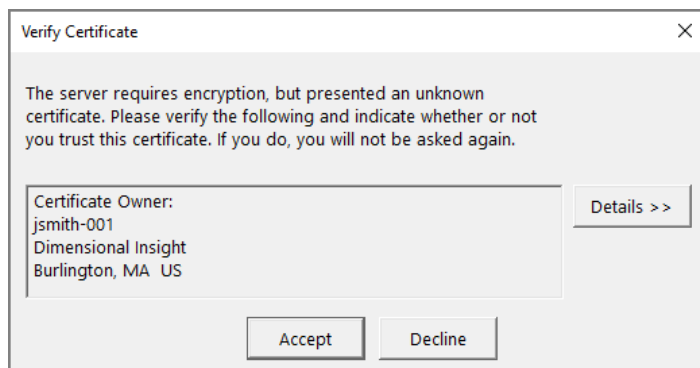 Verify Certificate
The server requires encryption, but presented an unknown
certificate. Please verify the following and indicate whether or not
you trust this certificate. If you do, you will not be asked again.
Certificate Owner:
jsmith-001
Dimensional Insight
Burlington, MA  US
Details >>
Accept
Decline